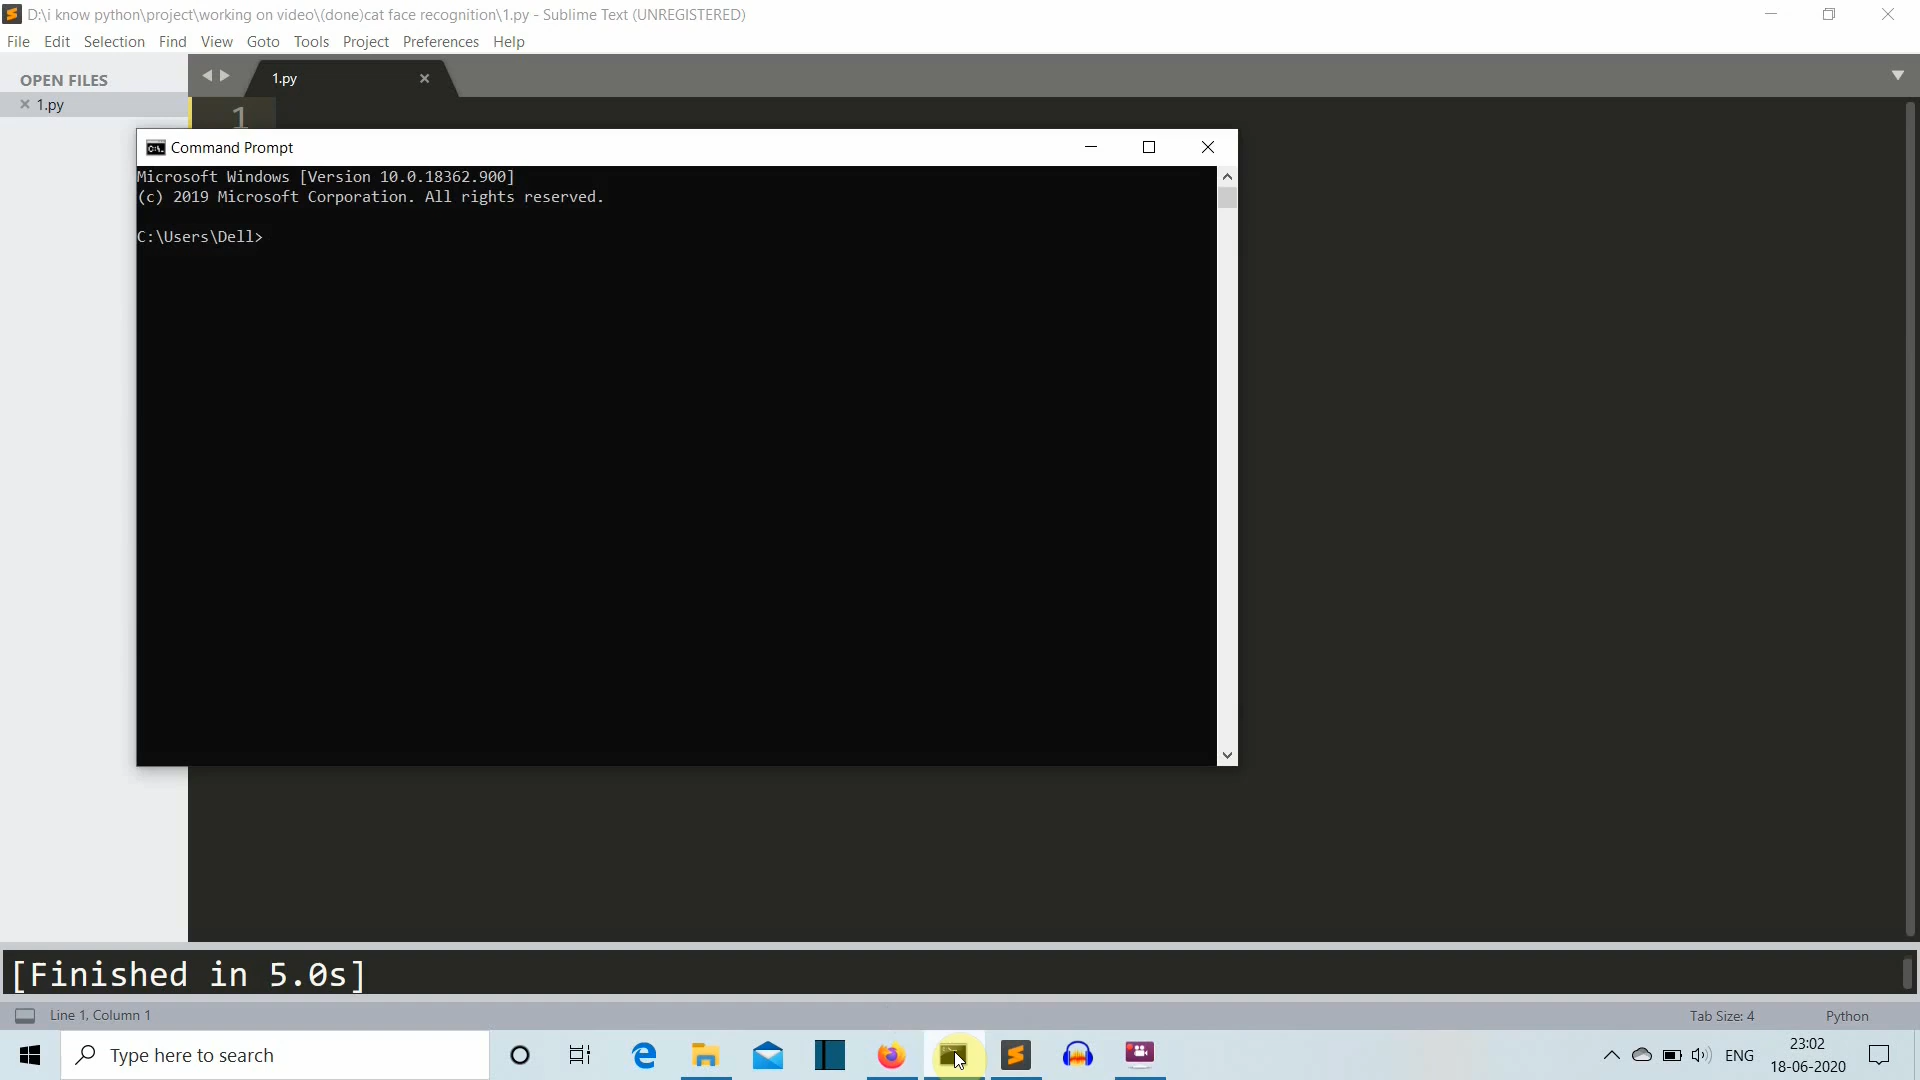 D:\i know python\project\working on video\(done)cat face recognition\1.py - Sublime Text (UNREGISTERED)
File Edit Selection Find View Goto Tools Project Preferences Help
OPEN FILES
1.py
1.py
1
Command Prompt
Microsoft Windows [Version 10.0.18362.900]
(c) 2019 Microsoft Corporation. All rights reserved.
C:\Users\Dell>
[Finished in 5.0s]
Line 1, Column 1
Tab Size: 4
Python
Type here to search
ENG
23:02
18-06-2020